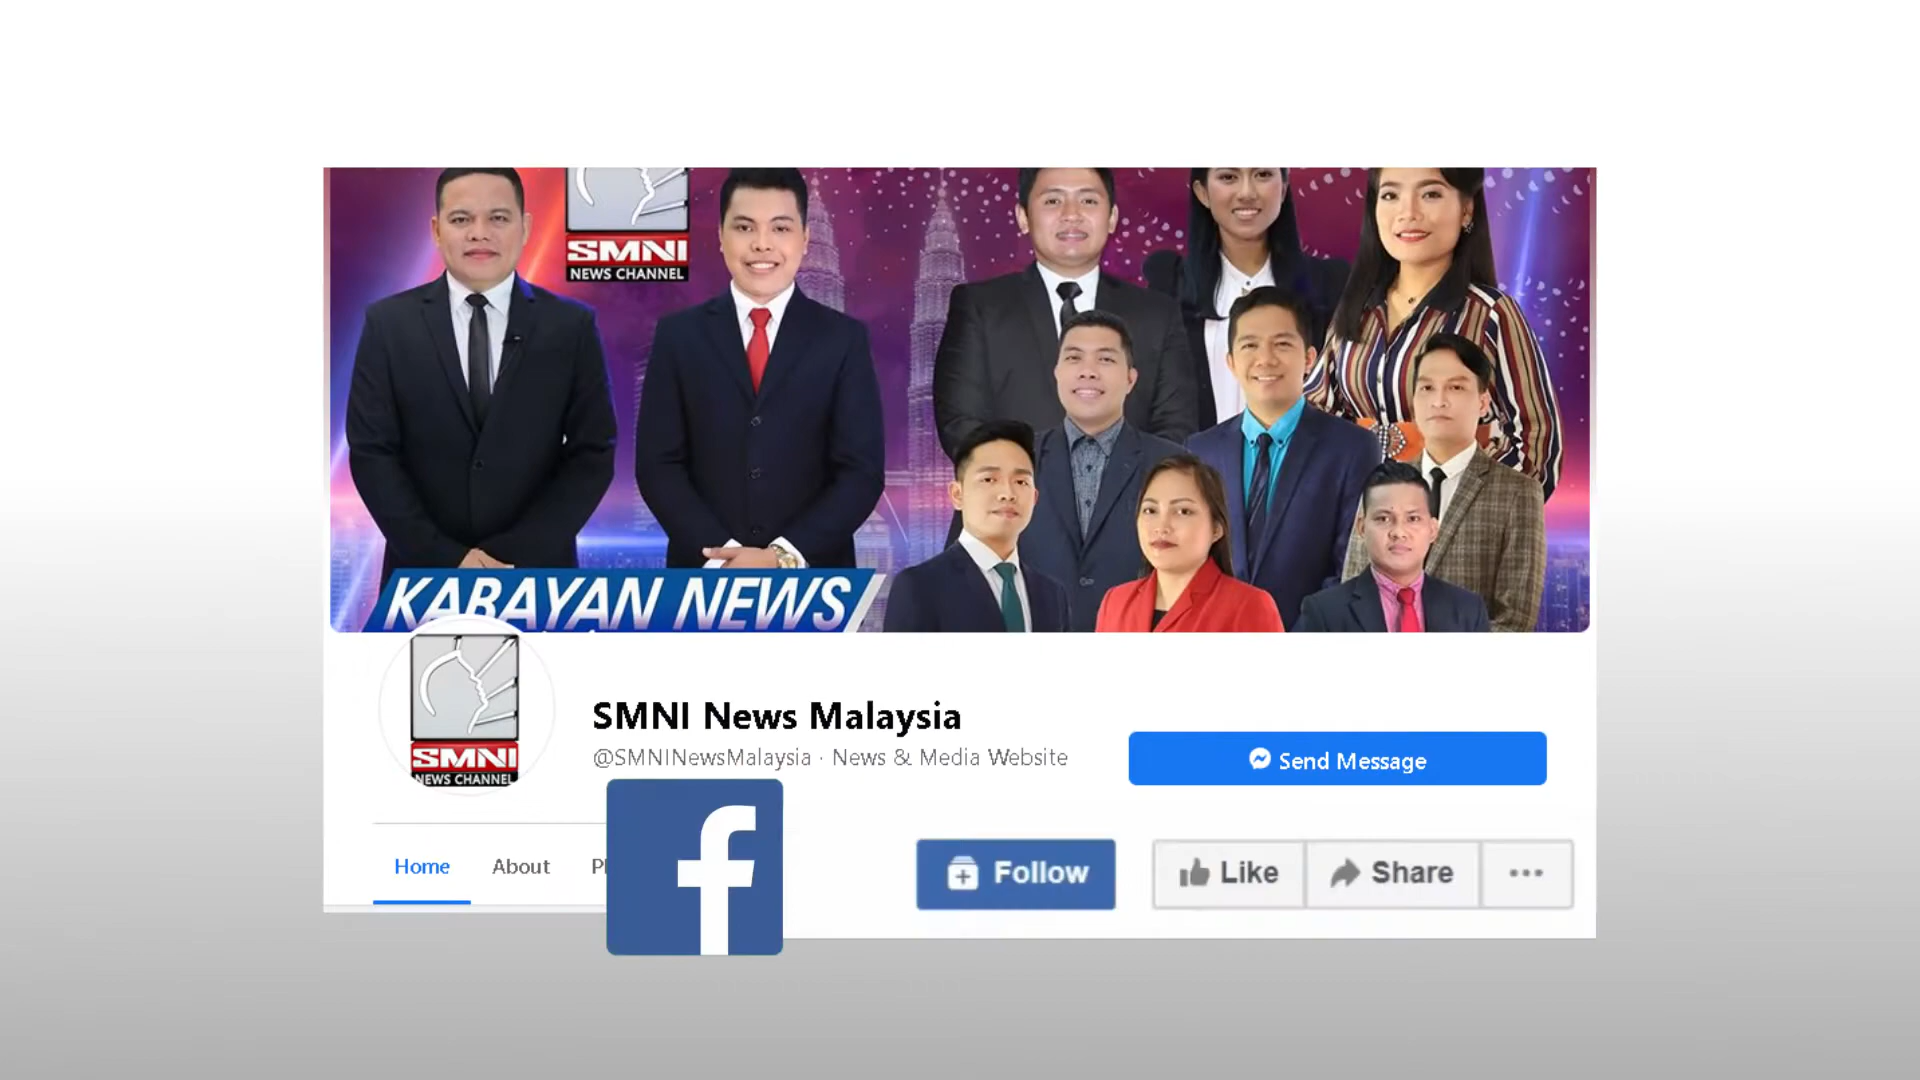 SMNI
NEWS CHANNEL
KABAYAN NEWS
SMNI
NEWS CHANNEL
SMNI News Malaysia
@SMNINewsMalaysia · News & Media Website
Send Message
Home
About
f
Follow
Like
Share